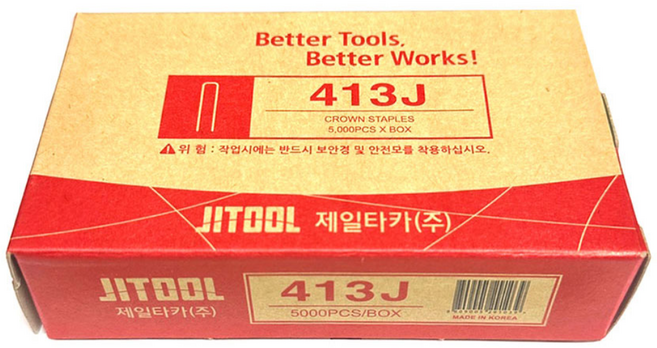 Better Tools,
Better Works!
413J
CROWN STAPLES
5,000PCS X BOX
위 험 : 작업시에는 반드시 보안경 및 안전모를 착용하십시오.
JITOOL 제일타카(주)
JITOOL
제일타카(주)
413J
5000PCS/BOX
MADE IN KOREA